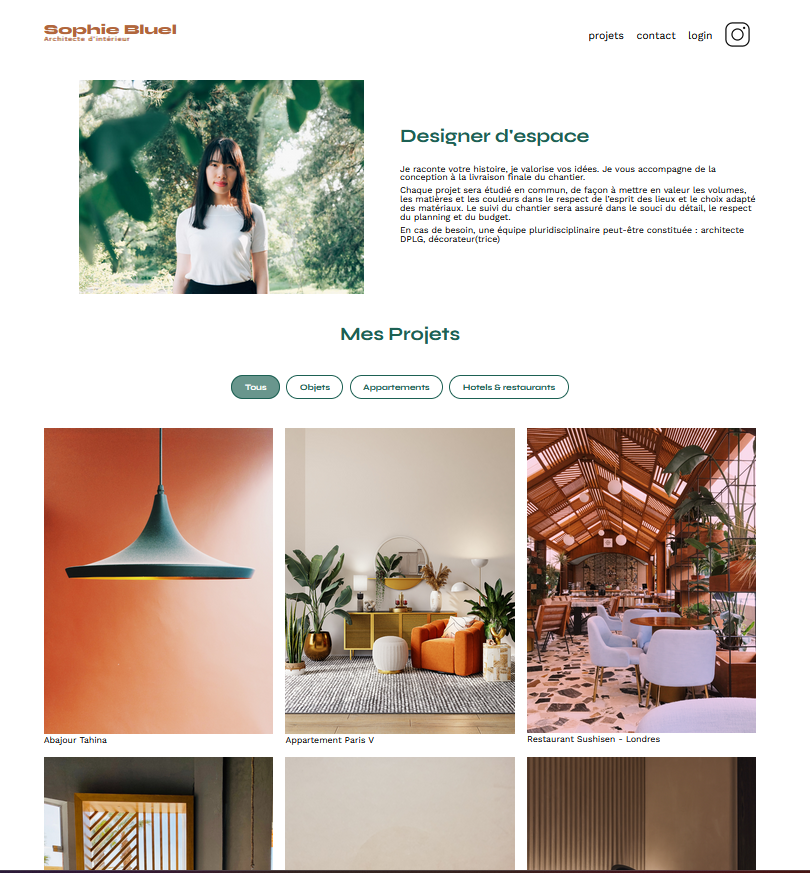 Sophie Bluel
Architecte d'intérieur
projets contact login
Designer d'espace
Je raconte votre histoire, je valorise vos idées. Je vous accompagne de la
conception à la livraison finale du chantier.
Chaque projet sera étudié en commun, de façon à mettre en valeur les volumes,
les matières et les couleurs dans le respect de l'esprit des lieux et le choix adapté
des matériaux. Le suivi du chantier sera assuré dans le souci du détail, le respect
du planning et du budget.
En cas de besoin, une équipe pluridisciplinaire peut-être constituée : architecte
DPLG, décorateur(trice)
Mes Projets
Tous Objets Appartements Hotels & restaurants
Abajour Tahina
Appartement Paris V
Restaurant Sushisen - Londres